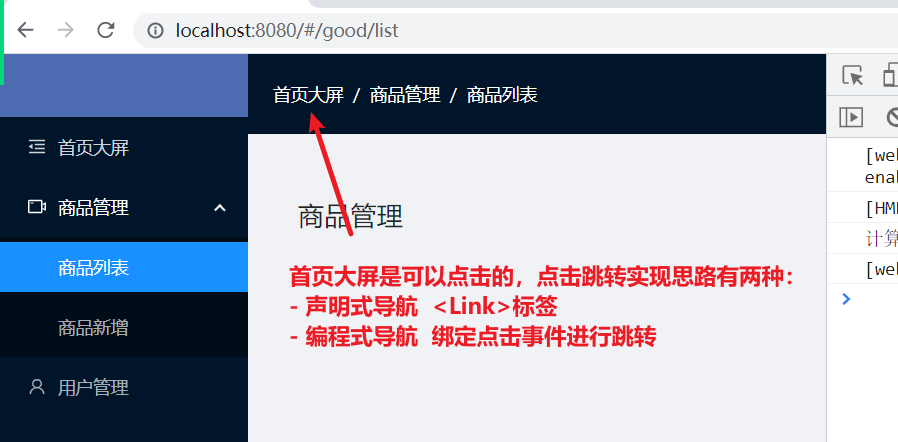 localhost:8080/#/good/list
首页大屏 / 商品管理 / 商品列表
首页大屏
商品管理
商品列表
商品新增
用户管理
商品管理
首页大屏是可以点击的，点击跳转实现思路有两种：
- 声明式导航 <Link>标签
- 编程式导航 绑定点击事件进行跳转
[we
ena
[HM
计算
[we